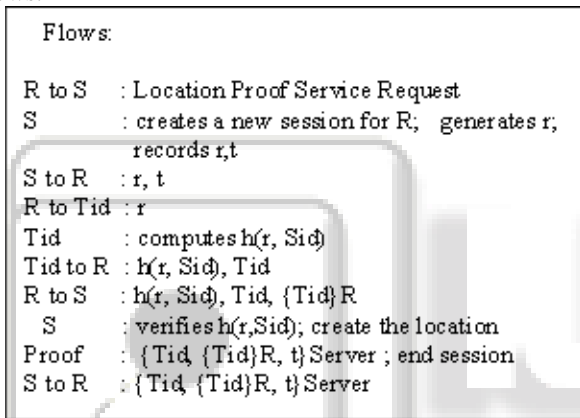 Flows:
R to S : Location Proof Service Request
S : creates a new session for R; generates r;
records r,t
S to R : r, t
R to Tid : r
Tid : computes h(r, Sid)
Tid to R : h(r, Sid), Tid
R to S : h(r, Sid), Tid, {Tid}R
S : verifies h(r,Sid); create the location
Proof : {Tid, {Tid}R, t}Server ; end session
S to R : {Tid, {Tid}R, t}Server